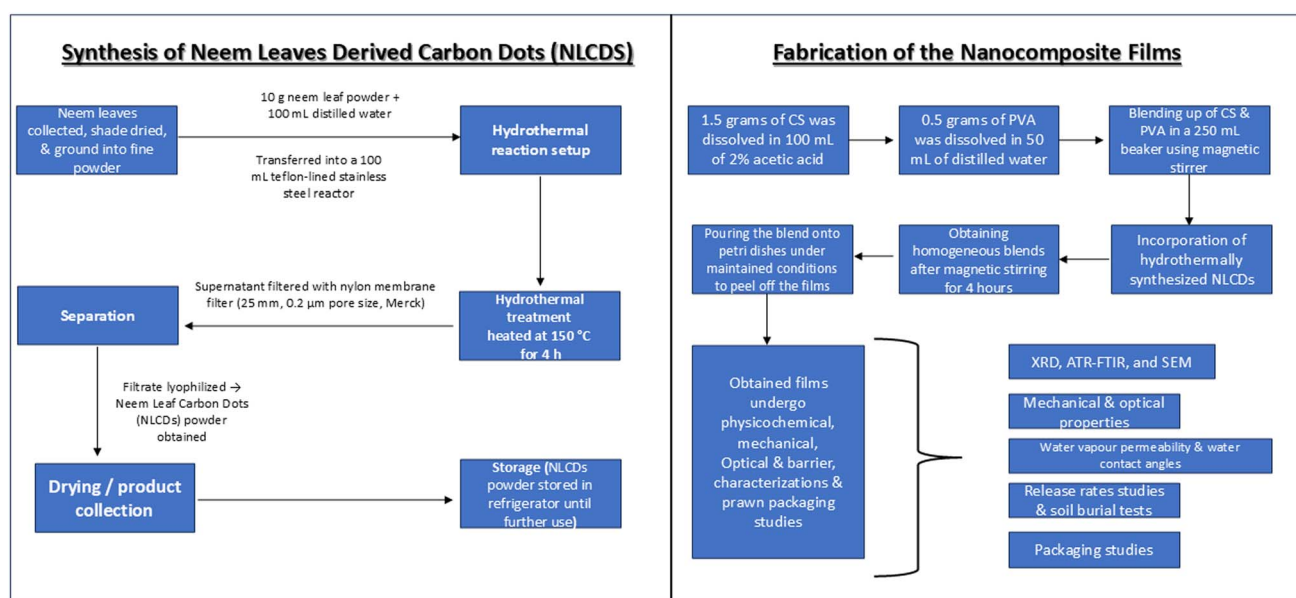 Synthesis of Neem Leaves Derived Carbon Dots (NLCDS)
Neem leaves
collected, shade dried,
& ground into fine
powder
10 g neem leaf powder +
100 mL distilled water
Transferred into a 100
mL teflon-lined stainless
steel reactor
Hydrothermal
reaction setup
Hydrothermal
treatment
heated at 150 °C
for 4 h
Supernatant filtered with nylon membrane
filter (25 mm, 0.2 µm pore size, Merck)
Separation
Filtrate lyophilized →
Neem Leaf Carbon Dots
(NLCDs) powder
obtained
Drying / product
collection
Storage (NLCDs
powder stored in
refrigerator until
further use)
Fabrication of the Nanocomposite Films
1.5 grams of CS was
dissolved in 100 mL
of 2% acetic acid
0.5 grams of PVA
was dissolved in 50
mL of distilled water
Blending up of CS &
PVA in a 250 mL
beaker using magnetic
stirrer
Incorporation of
hydrothermally
synthesized NLCDs
Obtaining
homogeneous blends
after magnetic stirring
for 4 hours
Pouring the blend onto
petri dishes under
maintained conditions
to peel off the films
Obtained films
undergo
physicochemical,
mechanical,
Optical & barrier,
characterizations &
prawn packaging
studies
XRD, ATR-FTIR, and SEM
Mechanical & optical
properties
Water vapour permeability & water
contact angles
Release rates studies
& soil burial tests
Packaging studies